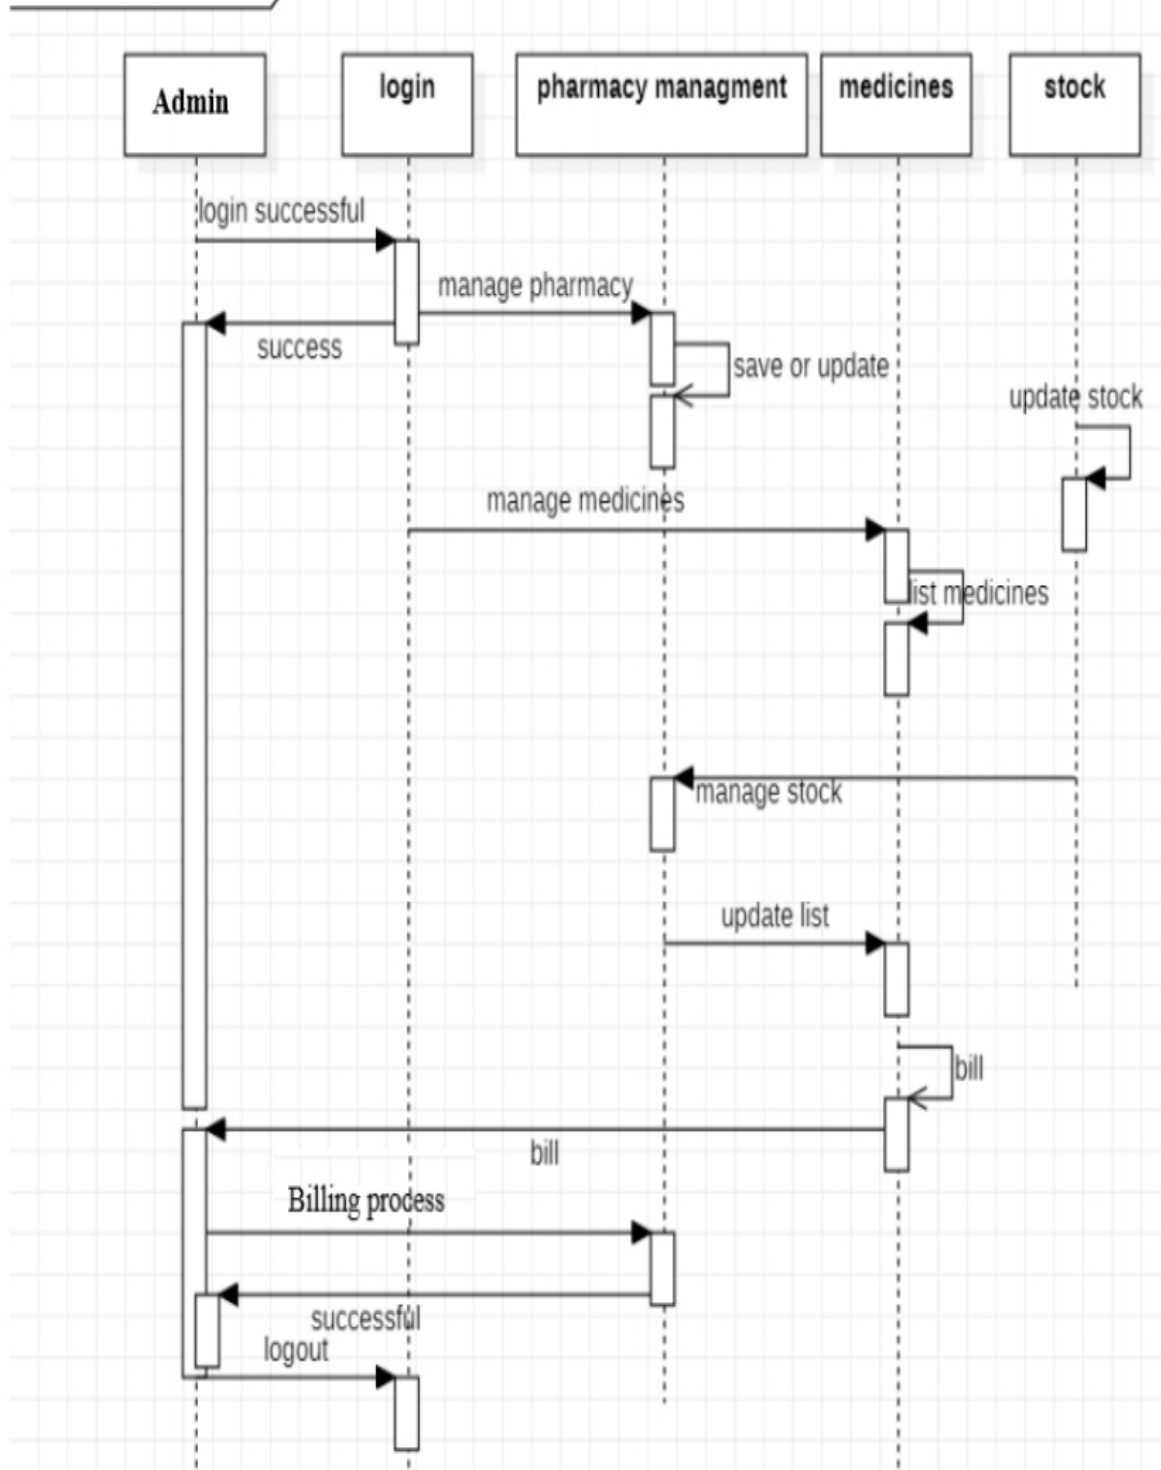 Admin
login
pharmacy managment
medicines
stock
login successful
manage pharmacy
success
save or update
update stock
manage medicines
list medicines
manage stock
update list
bill
bill
Billing process
successful
logout